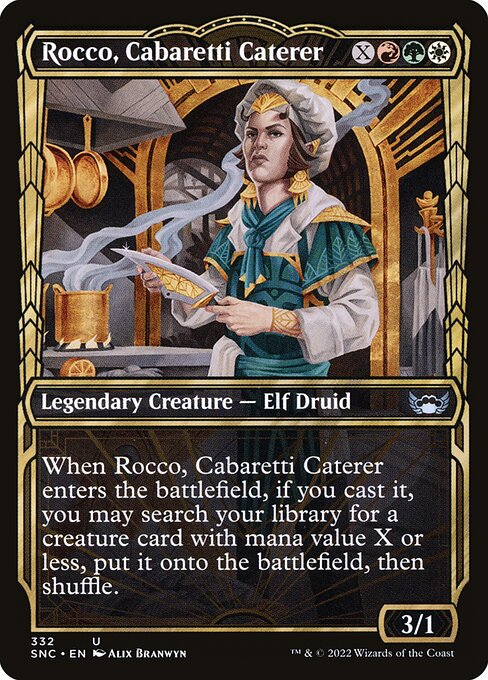 Rocco, Cabaretti Caterer X
Legendary Creature — Elf Druid
When Rocco, Cabaretti Caterer
enters the battlefield, if you cast it,
you may search your library for a
creature card with mana value X or
less, put it onto the battlefield, then
shuffle.
3/1
332 U
SNC • EN Alix Branwyn ™ & © 2022 Wizards of the Coast